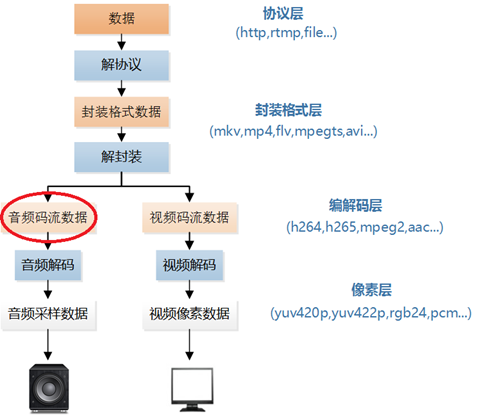 数据
协议层
(http,rtmp,file...)
解协议
封装格式数据
封装格式层
(mkv,mp4,flv,mpegts,avi...)
解封装
音频码流数据
视频码流数据
编解码层
(h264,h265,mpeg2,aac...)
音频解码
视频解码
像素层
(yuv420p,yuv422p,rgb24,pcm...)
音频采样数据
视频像素数据